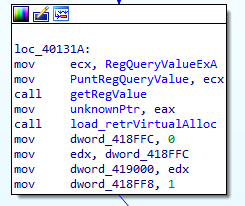 loc_40131A:
mov ecx, RegQueryValueExA
mov PuntRegQueryValue, ecx
call getRegValue
mov unknownPtr, eax
call load_retrVirtualAlloc
mov dword_418FFC, 0
mov edx, dword_418FFC
mov dword_419000, edx
mov dword_418FF8, 1